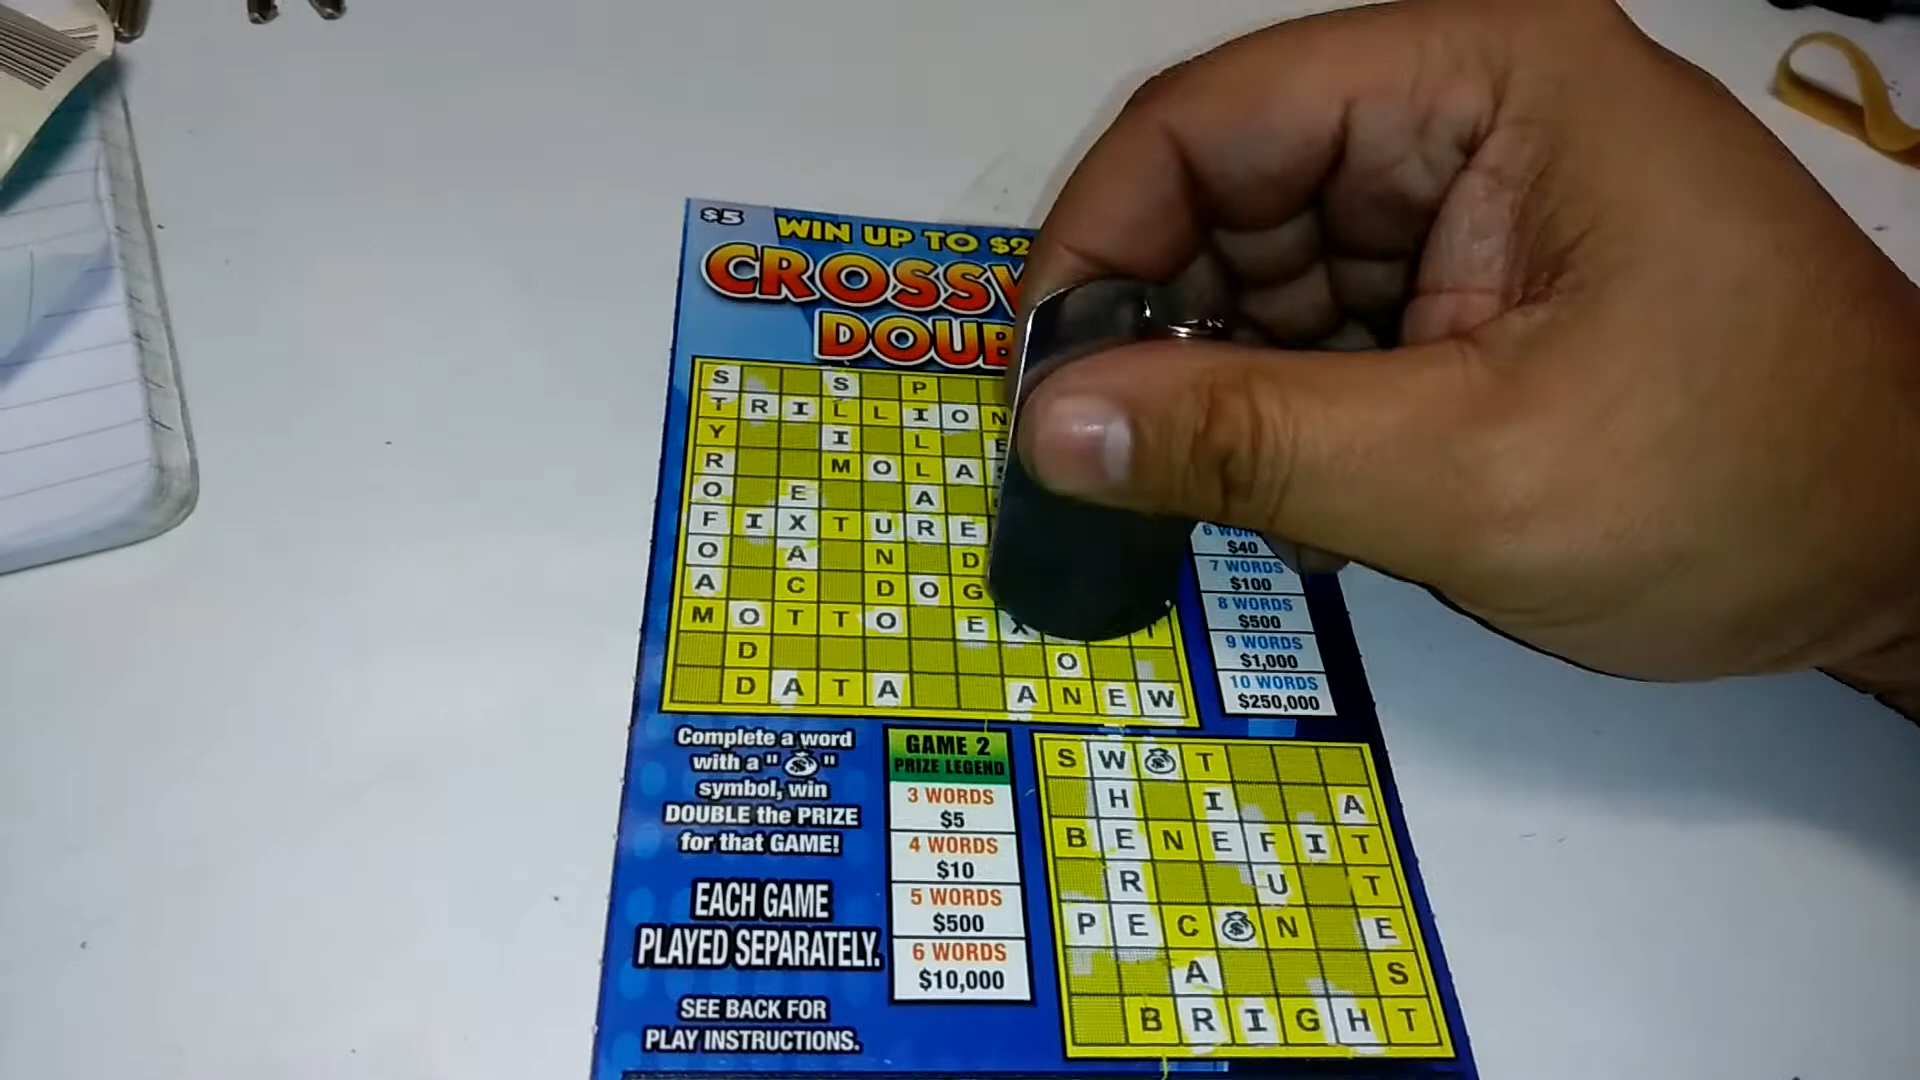 $5
WIN UP TO $2
CROSSW
DOUB
S S P
T R I L L I O N
Y I L E
R M O L A
O E A
F I X T U R E
O A N D
A C D O G
M O T T O E X T
D O
D A T A A N E W
6 WORDS
$40
7 WORDS
$100
8 WORDS
$500
9 WORDS
$1,000
10 WORDS
$250,000
Complete a word
with a " $ "
symbol, win
DOUBLE the PRIZE
for that GAME!
EACH GAME
PLAYED SEPARATELY.
SEE BACK FOR
PLAY INSTRUCTIONS.
GAME 2
PRIZE LEGEND
3 WORDS
$5
4 WORDS
$10
5 WORDS
$500
6 WORDS
$10,000
S W $ T
H I A
B E N E F I T
R U T
P E C $ N E
A S
B R I G H T